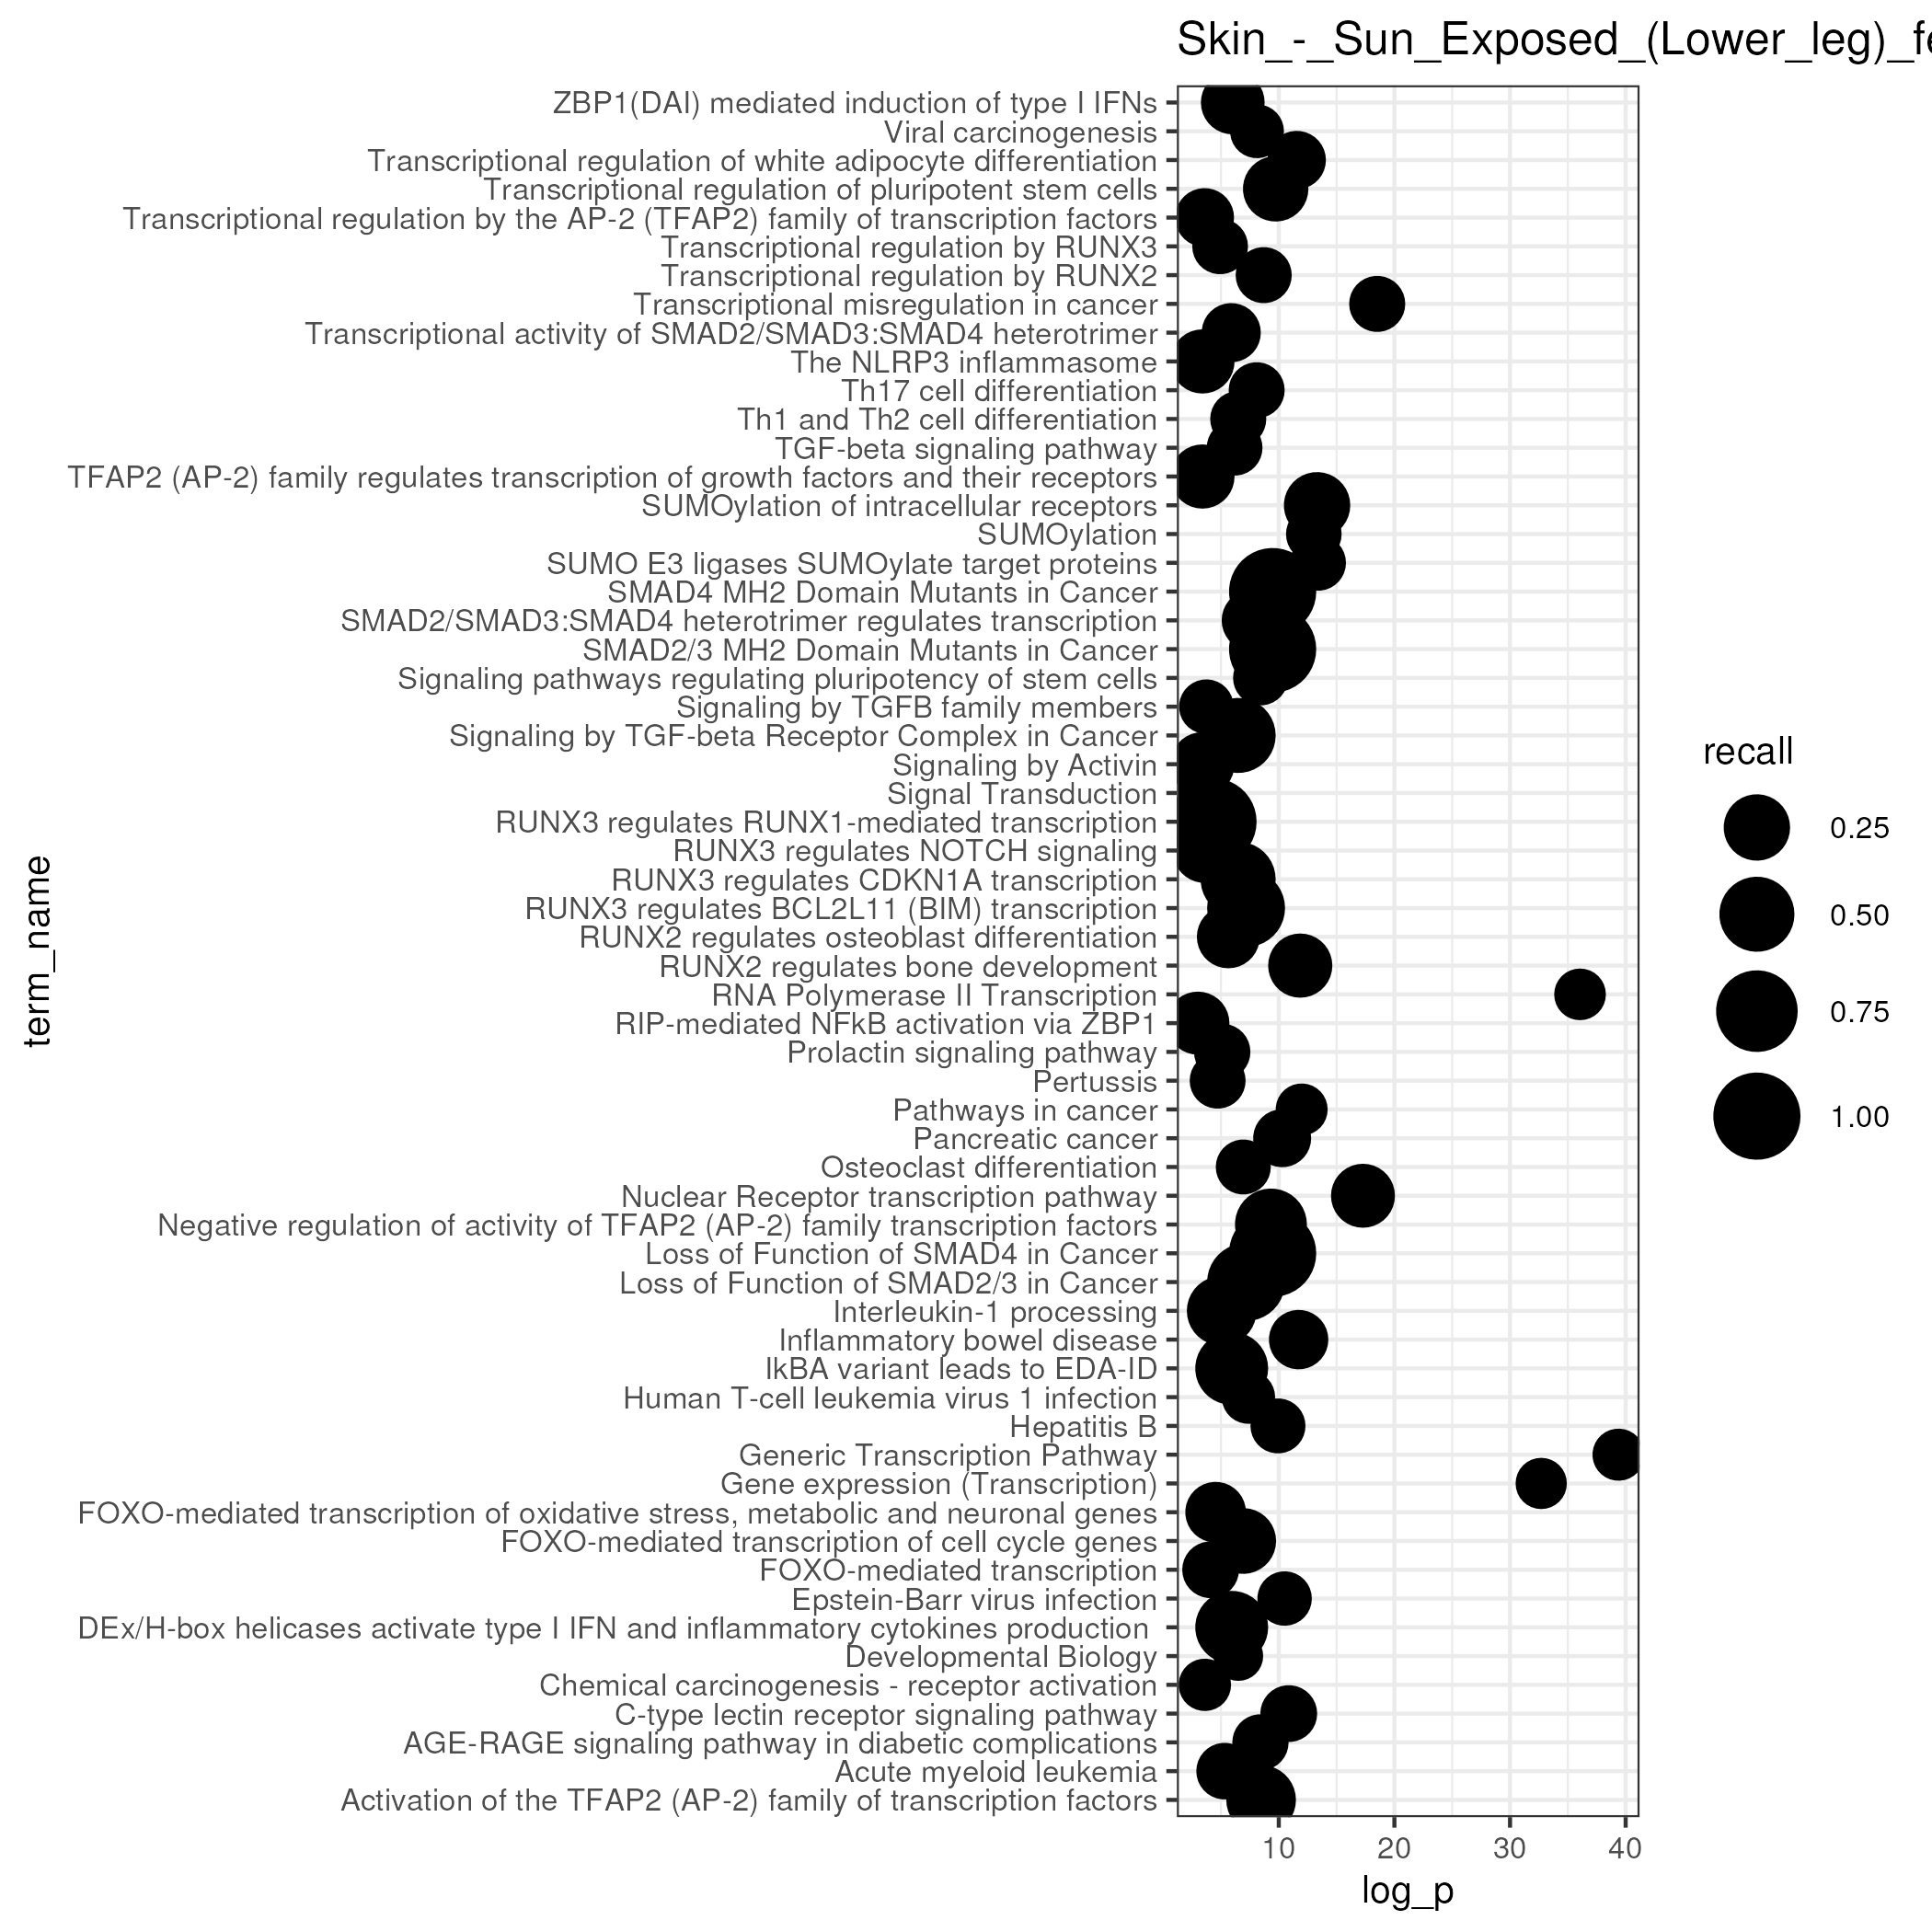 Skin_-_Sun_Exposed_(Lower_leg)_fe
ZBP1(DAI) mediated induction of type I IFNs
Viral carcinogenesis
Transcriptional regulation of white adipocyte differentiation
Transcriptional regulation of pluripotent stem cells
Transcriptional regulation by the AP-2 (TFAP2) family of transcription factors
Transcriptional regulation by RUNX3
Transcriptional regulation by RUNX2
Transcriptional misregulation in cancer
Transcriptional activity of SMAD2/SMAD3:SMAD4 heterotrimer
The NLRP3 inflammasome
Th17 cell differentiation
Th1 and Th2 cell differentiation
TGF-beta signaling pathway
TFAP2 (AP-2) family regulates transcription of growth factors and their receptors
SUMOylation of intracellular receptors
SUMOylation
SUMO E3 ligases SUMOylate target proteins
SMAD4 MH2 Domain Mutants in Cancer
SMAD2/SMAD3:SMAD4 heterotrimer regulates transcription
SMAD2/3 MH2 Domain Mutants in Cancer
Signaling pathways regulating pluripotency of stem cells
Signaling by TGFB family members
Signaling by TGF-beta Receptor Complex in Cancer
Signaling by Activin
Signal Transduction
RUNX3 regulates RUNX1-mediated transcription
RUNX3 regulates NOTCH signaling
RUNX3 regulates CDKN1A transcription
RUNX3 regulates BCL2L11 (BIM) transcription
RUNX2 regulates osteoblast differentiation
RUNX2 regulates bone development
RNA Polymerase II Transcription
RIP-mediated NFkB activation via ZBP1
Prolactin signaling pathway
Pertussis
Pathways in cancer
Pancreatic cancer
Osteoclast differentiation
Nuclear Receptor transcription pathway
Negative regulation of activity of TFAP2 (AP-2) family transcription factors
Loss of Function of SMAD4 in Cancer
Loss of Function of SMAD2/3 in Cancer
Interleukin-1 processing
Inflammatory bowel disease
IkBA variant leads to EDA-ID
Human T-cell leukemia virus 1 infection
Hepatitis B
Generic Transcription Pathway
Gene expression (Transcription)
FOXO-mediated transcription of oxidative stress, metabolic and neuronal genes
FOXO-mediated transcription of cell cycle genes
FOXO-mediated transcription
Epstein-Barr virus infection
DEx/H-box helicases activate type I IFN and inflammatory cytokines production
Developmental Biology
Chemical carcinogenesis - receptor activation
C-type lectin receptor signaling pathway
AGE-RAGE signaling pathway in diabetic complications
Acute myeloid leukemia
Activation of the TFAP2 (AP-2) family of transcription factors
term_name
10 20 30 40
log_p
recall
0.25
0.50
0.75
1.00